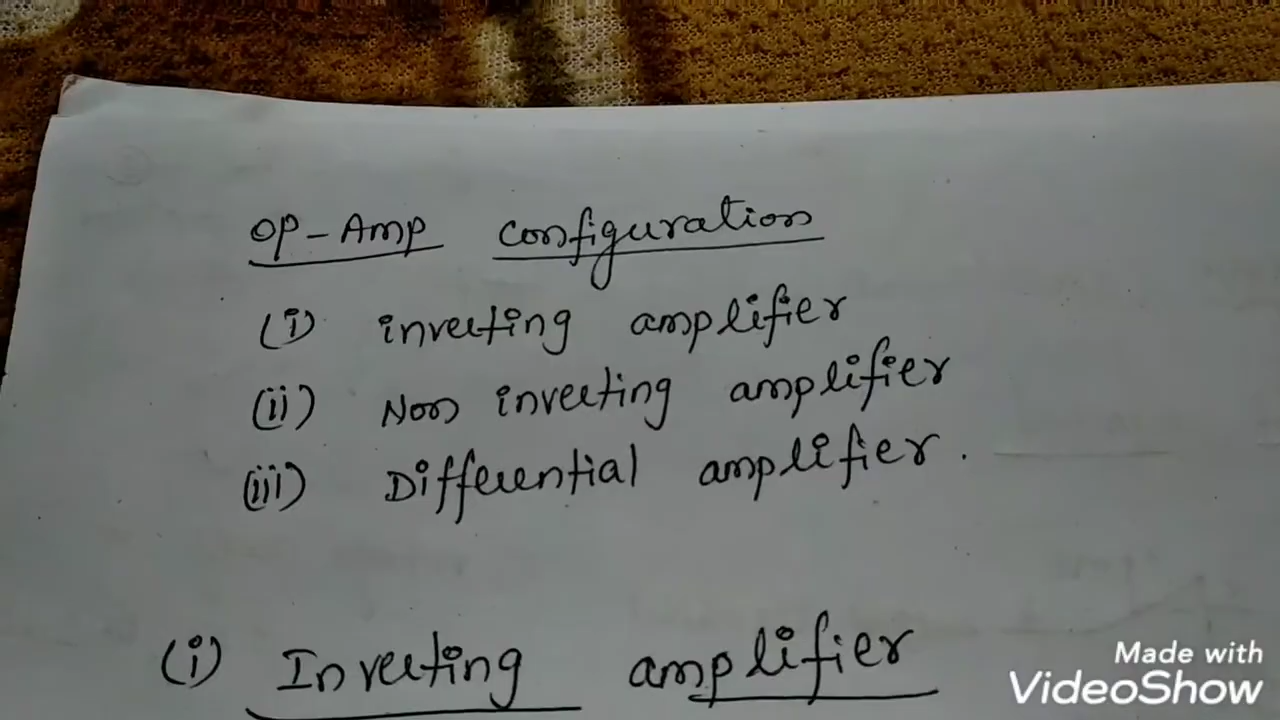 OP-Amp Configuration
(i) inverting amplifier
(ii) Non inverting amplifier
(iii) Differential amplifier.
(i) Inverting amplifier
Made with
VideoShow